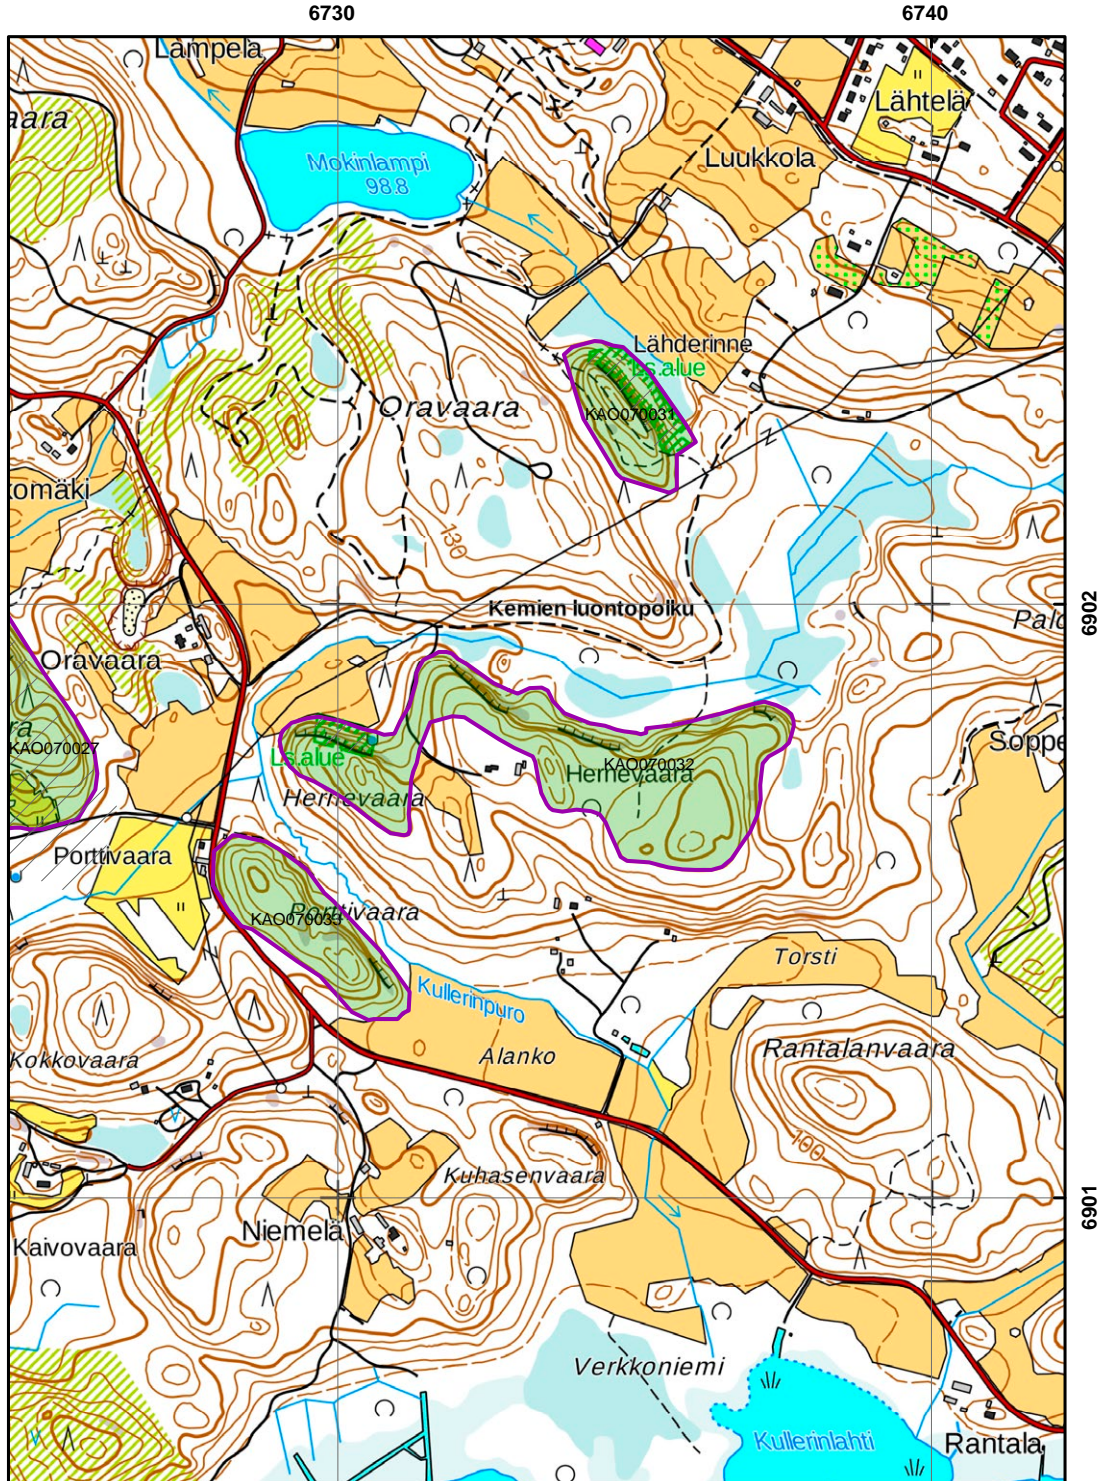 6730
6740
Lampela
Lähtelä
aara
Mokinlampi
98.8
Luukkola
Lähderinne
Ls.alue
Oravaara
KAO070031
komäki
130
6902
Kemien luontopolku
Palo
Oravaara
ra
KAO070027
Soppe
Ls.alue
KAO070032
Hernevaara
Hernevaara
Porttivaara
Porttivaara
KAO070033
Torsti
Kullerinpuro
Alanko
Rantalanvaara
Kokkovaara
100
Kuhasenvaara
6901
Niemelä
Kaivovaara
Verkkoniemi
Kullerinlahti
Rantala